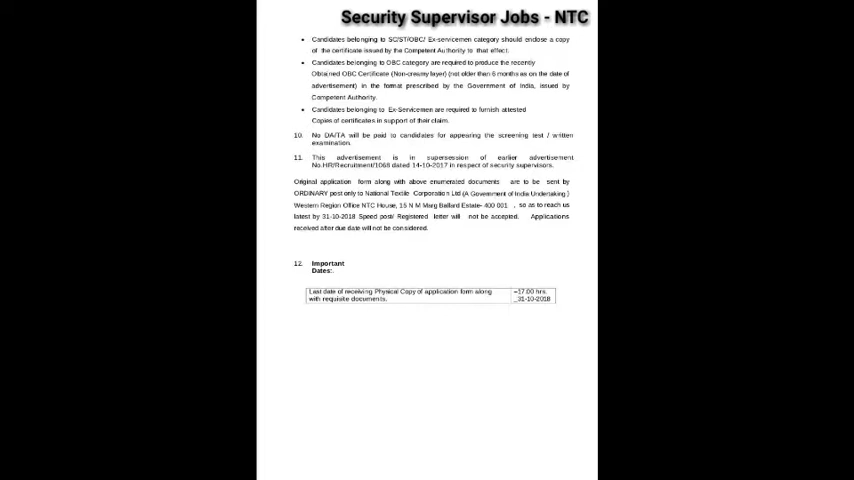 Security Supervisor Jobs - NTC
• Candidates belonging to SC/ST/OBC/ Ex-servicemen category should enclose a copy
of the certificate issued by the Competent Authority to that effect.
• Candidates belonging to OBC category are required to produce the recently
Obtained OBC Certificate (Non-creamy layer) (not older than 6 months as on the date of
advertisement) in the format prescribed by the Government of India, issued by
Competent Authority.
• Candidates belonging to Ex-Servicemen are required to furnish attested
Copies of certificates in support of their claim.
10. No DA/TA will be paid to candidates for appearing the screening test / written
examination.
11. This advertisement is in supersession of earlier advertisement
No.HR/Recruitment/1068 dated 14-10-2017 in respect of security supervisors.
Original application form along with above enumerated documents are to be sent by
ORDINARY post only to National Textile Corporation Ltd (A Government of India Undertaking )
Western Region Office NTC House, 15 N M Marg Ballard Estate- 400 001 , so as to reach us
latest by 31-10-2018 Speed post/ Registered letter will not be accepted. Applications
received after due date will not be considered.
12. Important
Dates:.
Last date of receiving Physical Copy of application form along –17.00 hrs.
with requisite documents. _31-10-2018